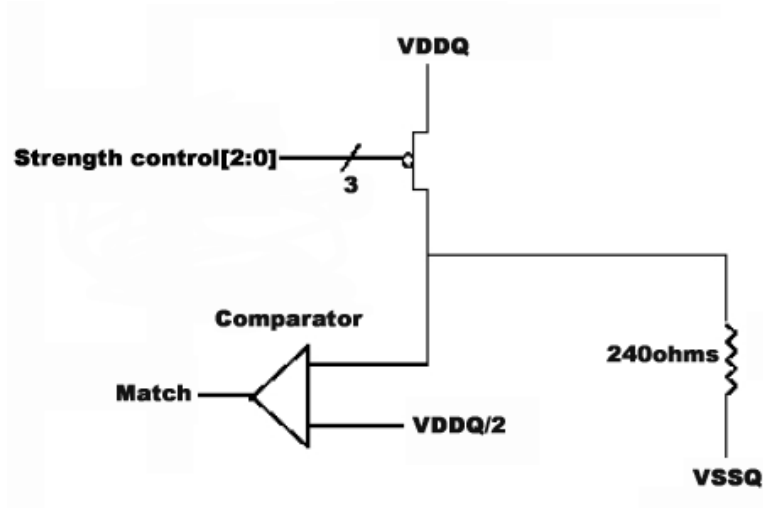 VDDQ
Strength control[2:0]
3
Comparator
240ohms
Match
VDDQ/2
VSSQ